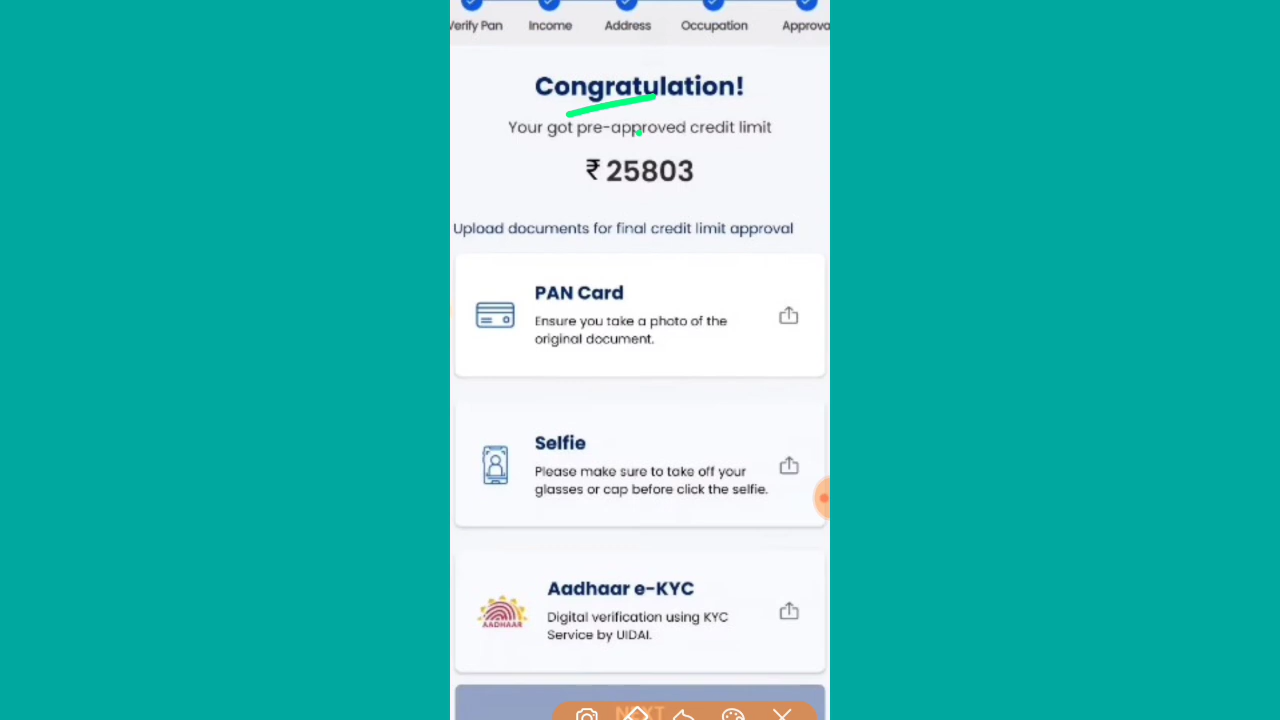 Verify Pan Income Address Occupation Approva
Congratulation!
Your got pre-approved credit limit
₹ 25803
Upload documents for final credit limit approval
PAN Card
Ensure you take a photo of the
original document.
Selfie
Please make sure to take off your
glasses or cap before click the selfie.
Aadhaar e-KYC
Digital verification using KYC
Service by UIDAI.
AADHAAR
NEXT